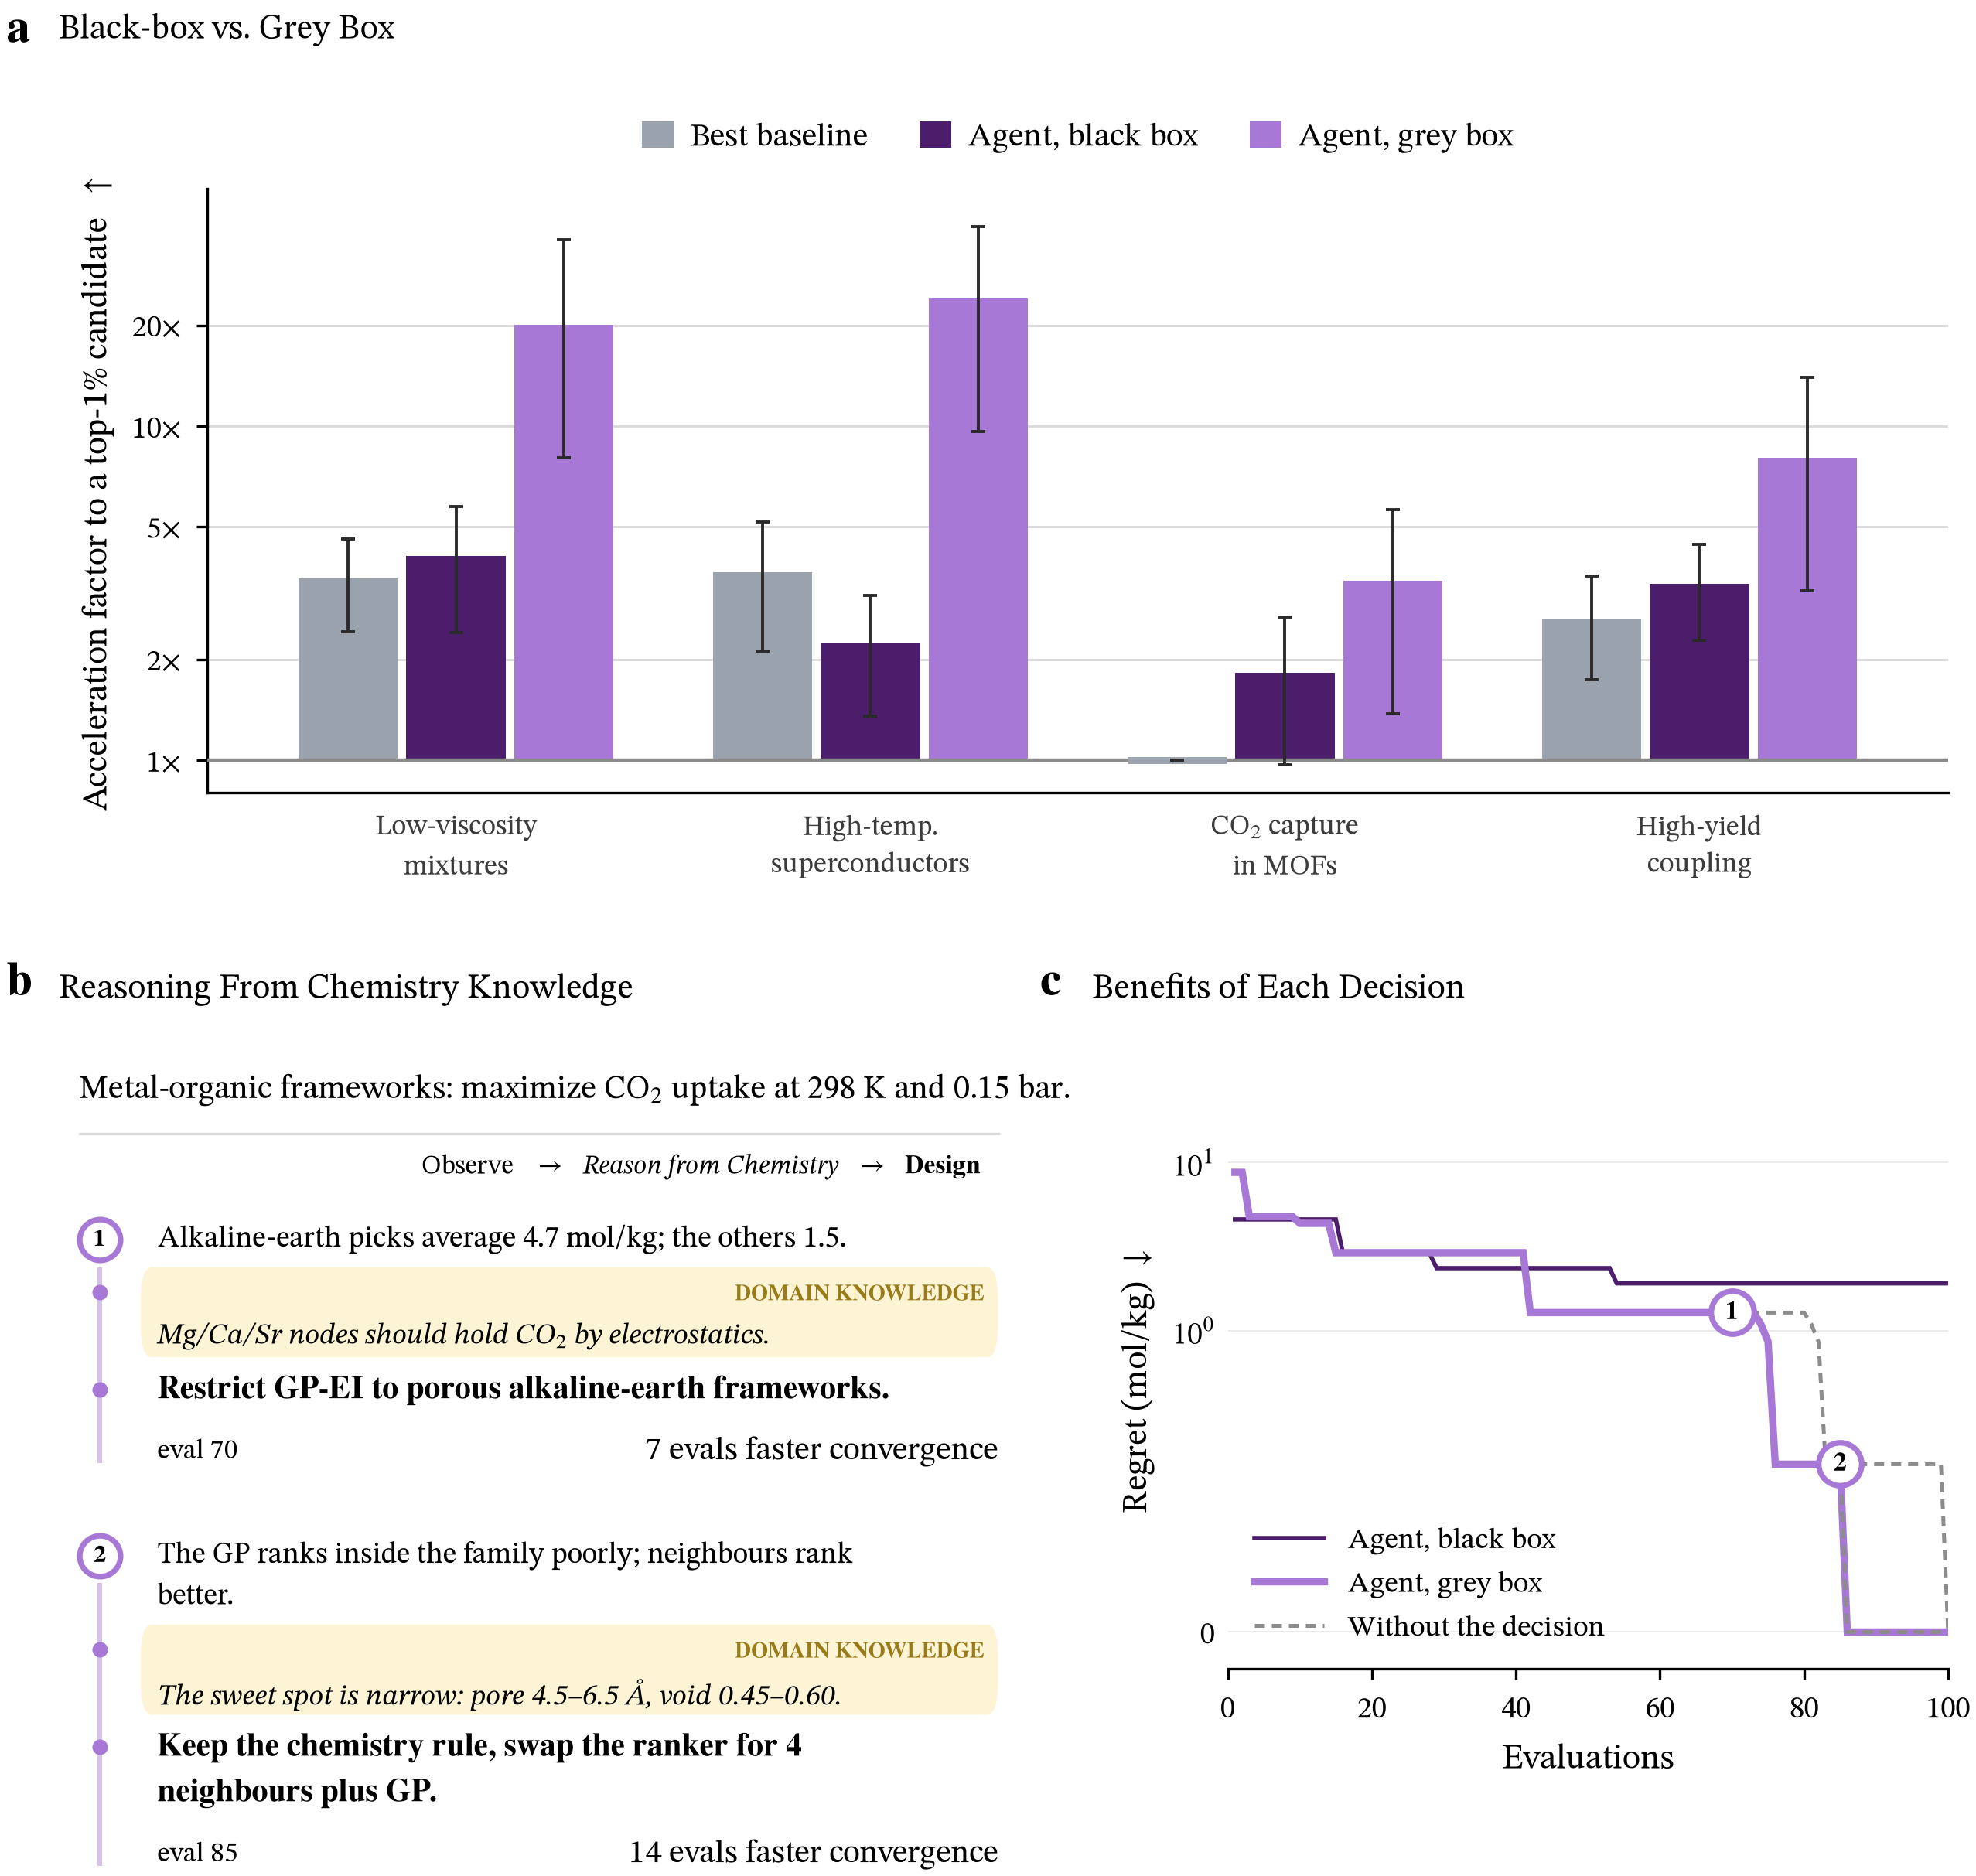 a Black-box vs. Grey Box
Best baseline Agent, black box Agent, grey box
Acceleration factor to a top-1% candidate →
20×
10×
5×
2×
1×
Low-viscosity
mixtures
High-temp.
superconductors
CO₂ capture
in MOFs
High-yield
coupling
b Reasoning From Chemistry Knowledge
Metal-organic frameworks: maximize CO₂ uptake at 298 K and 0.15 bar.
Observe → Reason from Chemistry → Design
1 Alkaline-earth picks average 4.7 mol/kg; the others 1.5.
DOMAIN KNOWLEDGE
Mg/Ca/Sr nodes should hold CO₂ by electrostatics.
Restrict GP-EI to porous alkaline-earth frameworks.
eval 70 7 evals faster convergence
2 The GP ranks inside the family poorly; neighbours rank
better.
DOMAIN KNOWLEDGE
The sweet spot is narrow: pore 4.5–6.5 Å, void 0.45–0.60.
Keep the chemistry rule, swap the ranker for 4
neighbours plus GP.
eval 85 14 evals faster convergence
c Benefits of Each Decision
Regret (mol/kg) ←
10¹
10⁰
0
1
2
Agent, black box
Agent, grey box
Without the decision
0 20 40 60 80 100
Evaluations